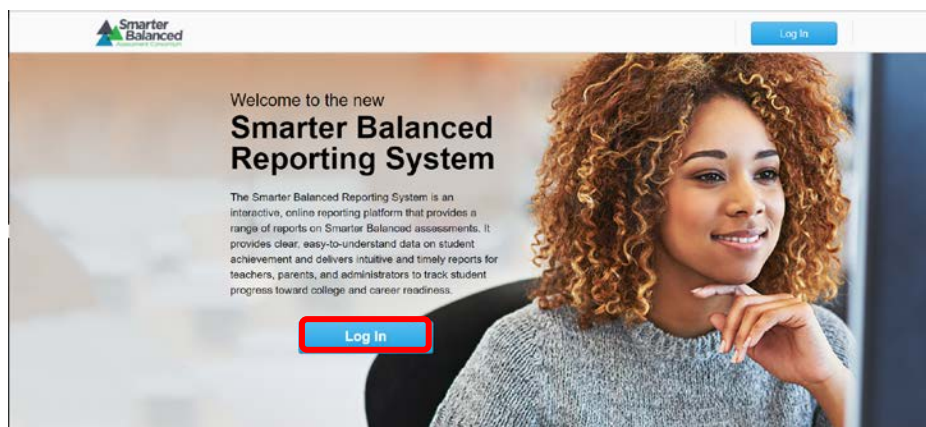 Smarter
Balanced
Assessment Consortium
Log In
Welcome to the new
Smarter Balanced
Reporting System
The Smarter Balanced Reporting System is an
interactive, online reporting platform that provides a
range of reports on Smarter Balanced assessments. It
provides clear, easy-to-understand data on student
achievement and delivers intuitive and timely reports for
teachers, parents, and administrators to track student
progress toward college and career readiness.
Log In